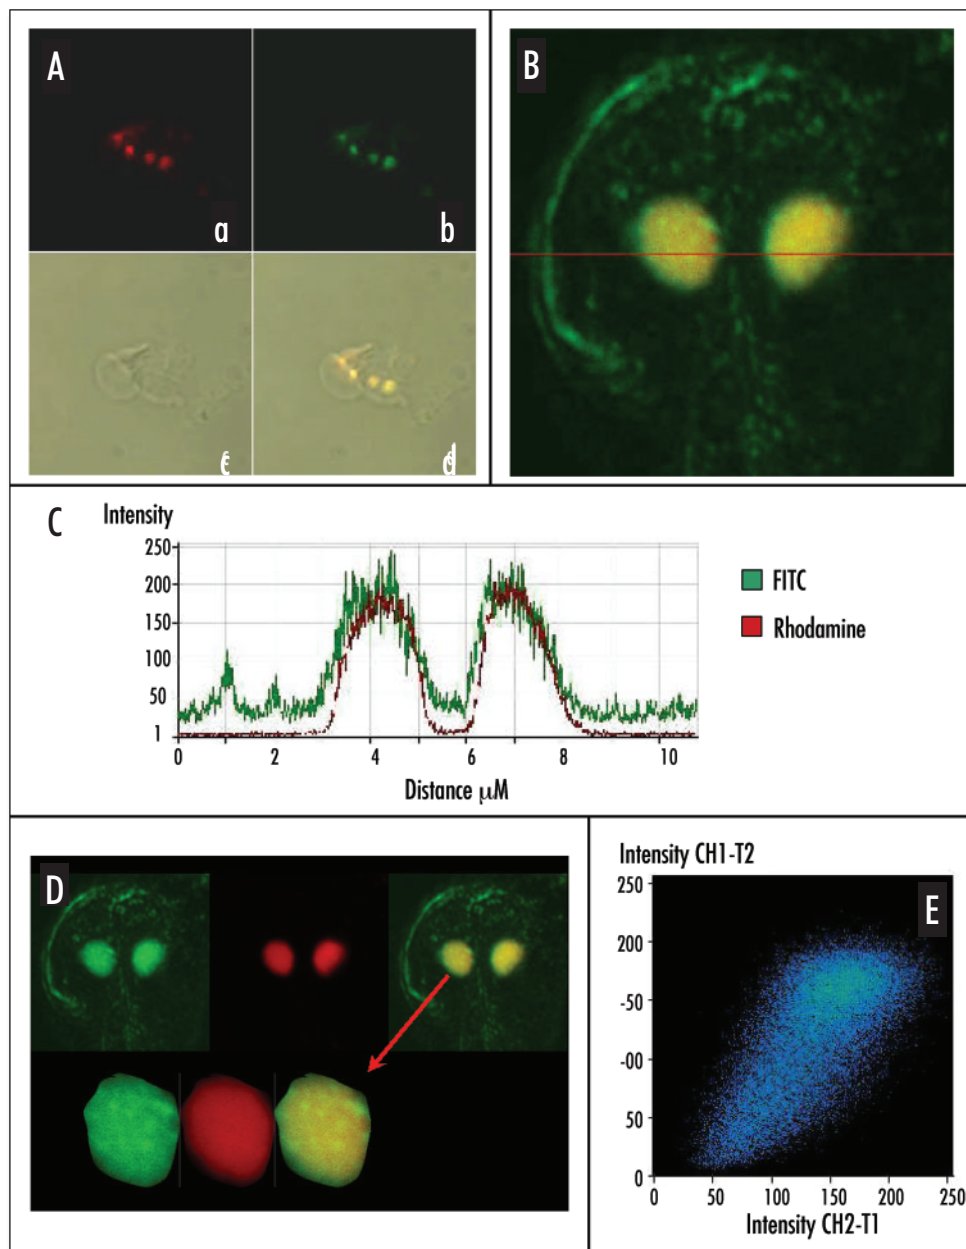 A
a
b
c
d
B
C
Intensity
250
200
150
100
50
1
0 2 4 6 8 10
Distance μM
FITC
Rhodamine
D
E
Intensity CH1-T2
250
200
-50
-00
50
0
0 50 100 150 200 250
Intensity CH2-T1